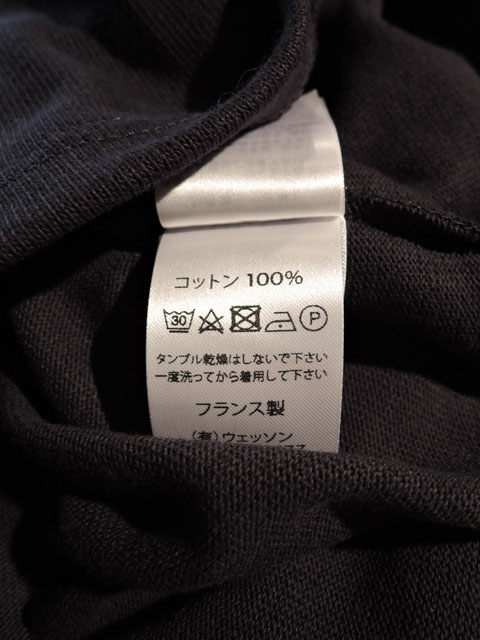 コットン 100%
30 P
タンブル乾燥はしないで下さい
一度洗ってから着用して下さい
フランス製
(有)ウェッソン